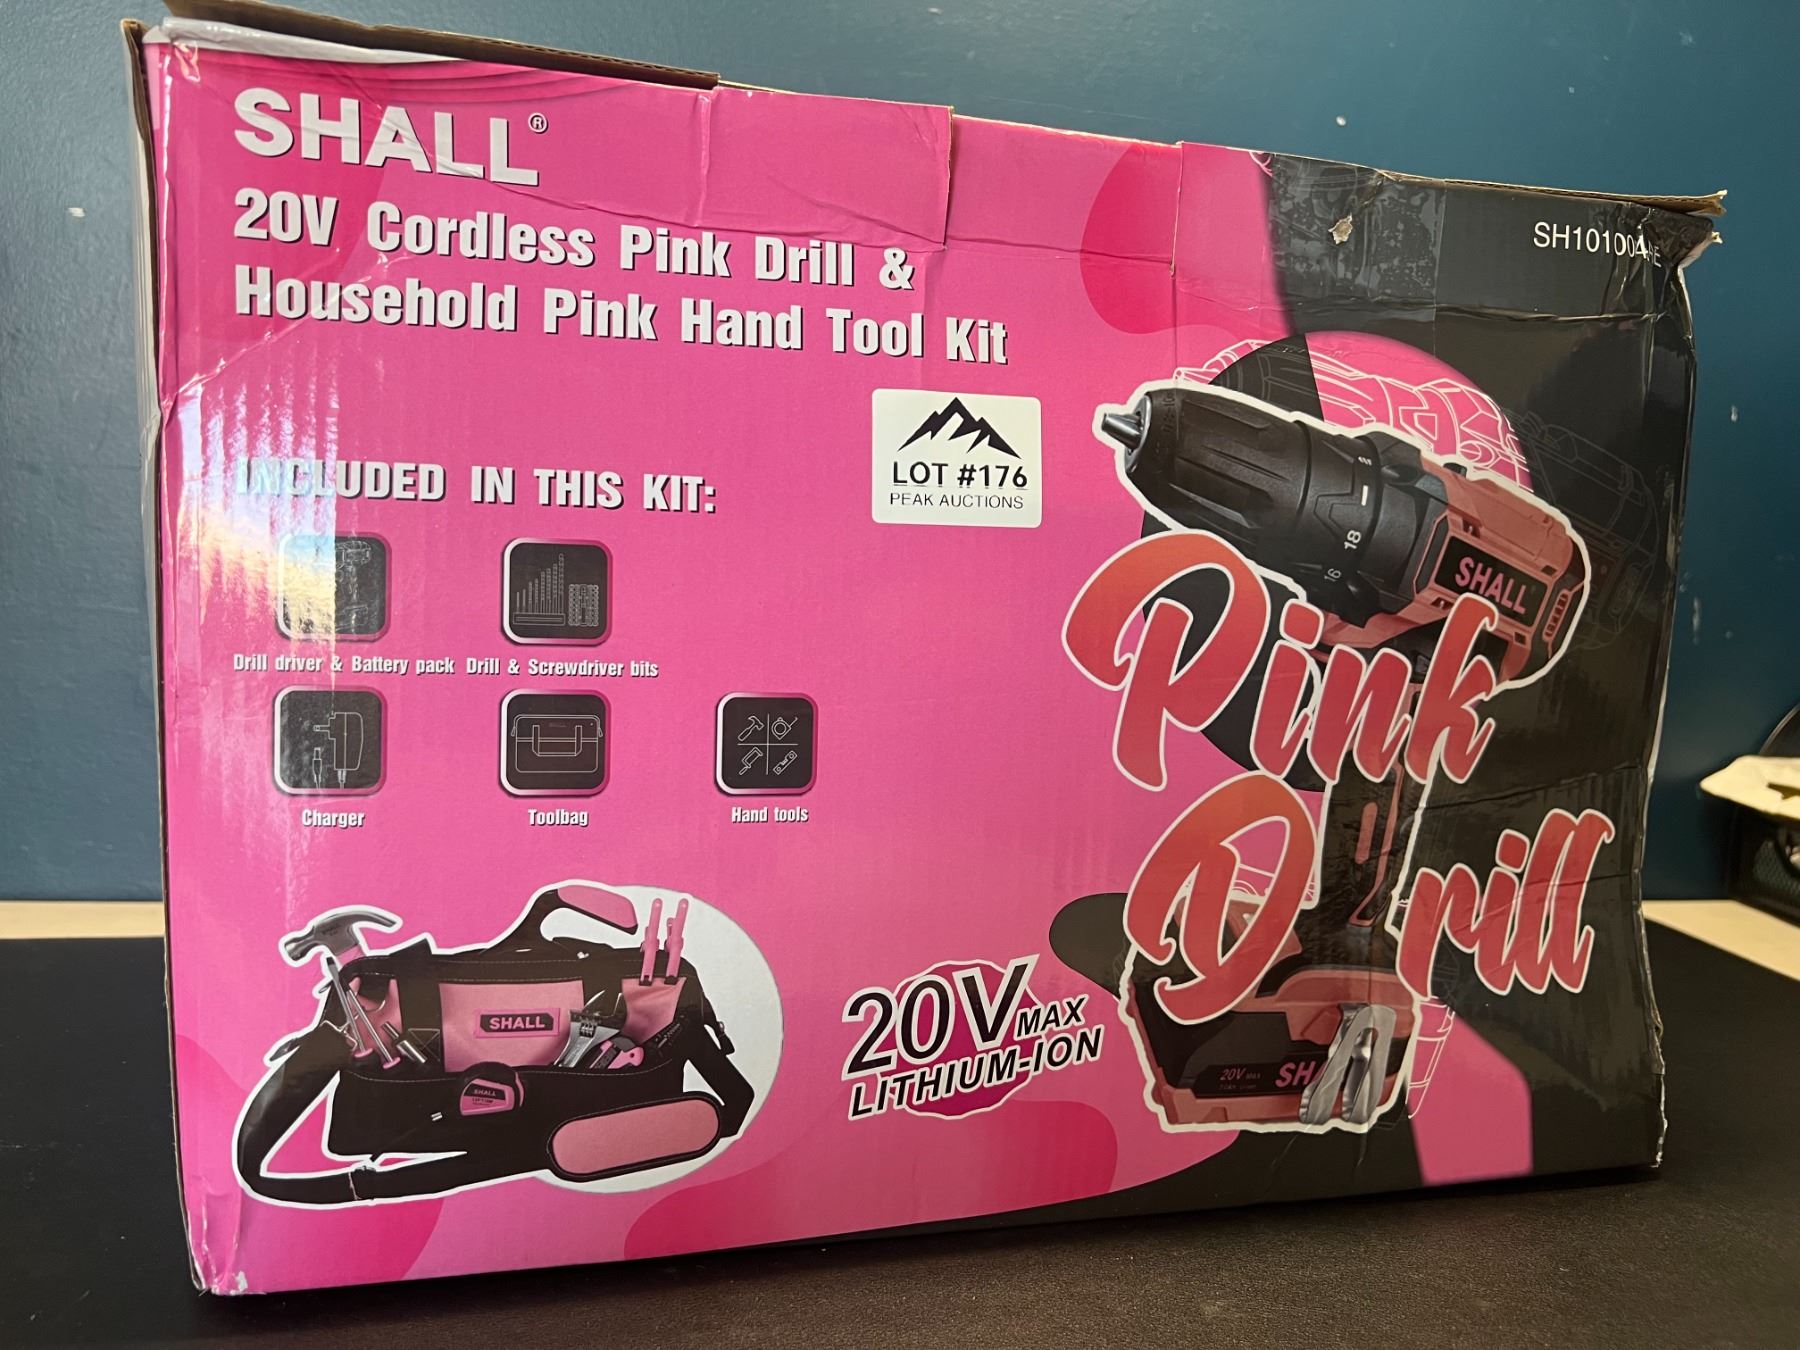 SHALL®
20V Cordless Pink Drill &
Household Pink Hand Tool Kit
INCLUDED IN THIS KIT:
Drill driver & Battery pack
Drill & Screwdriver bits
Charger
Toolbag
Hand tools
LOT #176
PEAK AUCTIONS
18
16
SHALL
Pink
Drill
20V MAX
LITHIUM-ION
20V MAX
SHALL
SHALL